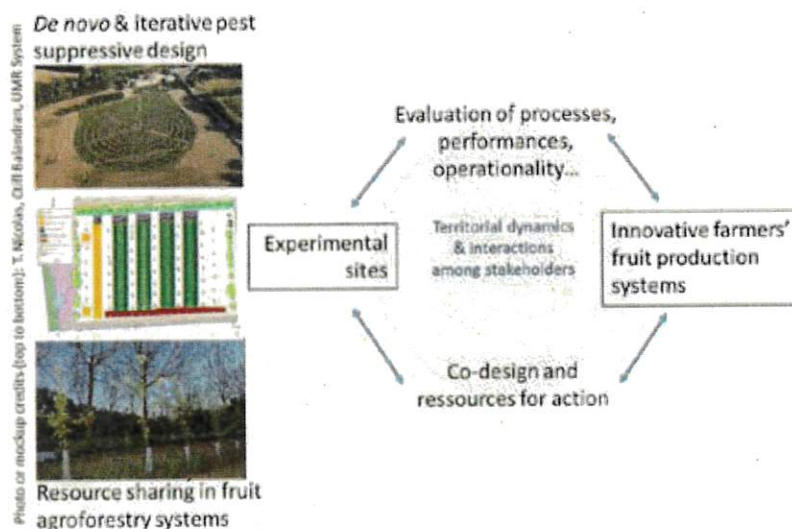 De novo & iterative pest
suppressive design
Photo or mockup credits (top to bottom): T. Nicolas, Cliff Balandran, UMR System
Evaluation of processes,
performances,
operationality...
Experimental
sites
Territorial dynamics
& interactions
among stakeholders
Innovative farmers'
fruit production
systems
Co-design and
ressources for action
Resource sharing in fruit
agroforestry systems